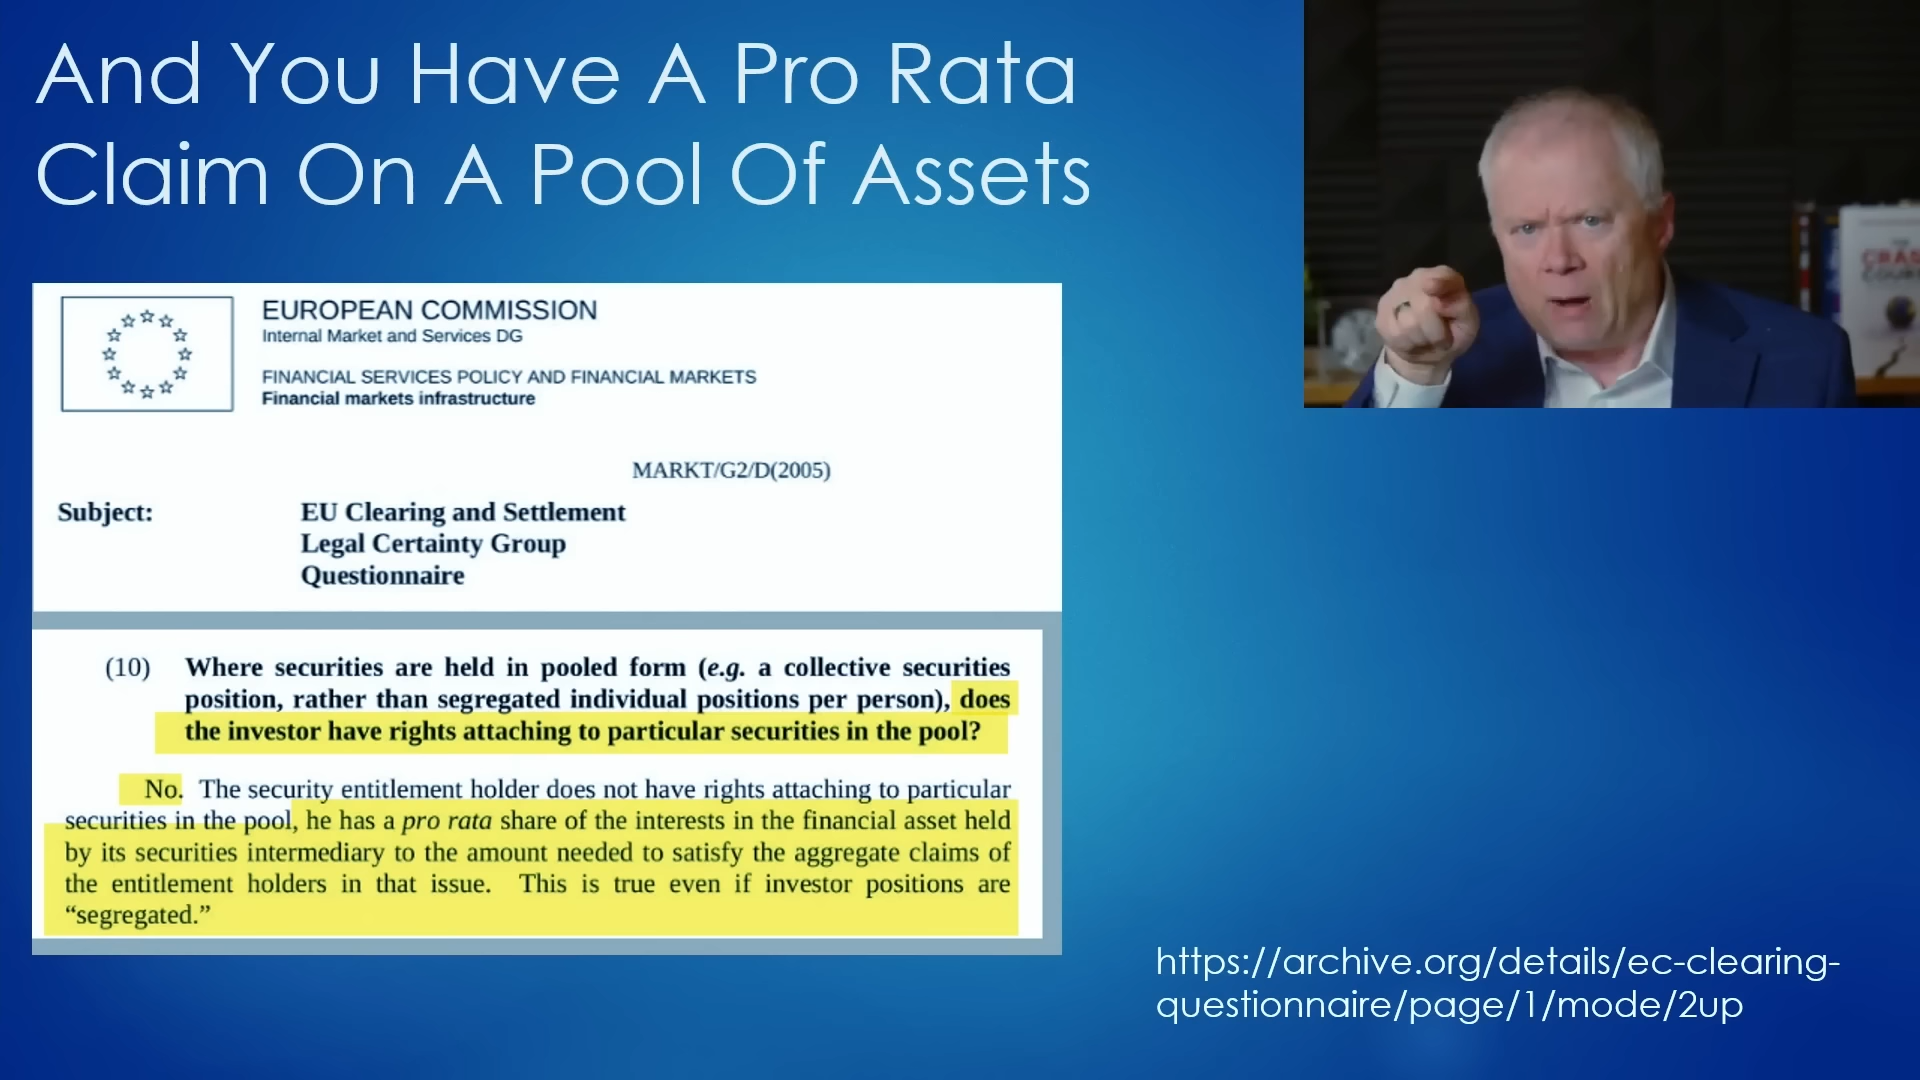 And You Have A Pro Rata
Claim On A Pool Of Assets
EUROPEAN COMMISSION
Internal Market and Services DG
FINANCIAL SERVICES POLICY AND FINANCIAL MARKETS
Financial markets infrastructure
MARKT/G2/D(2005)
Subject: EU Clearing and Settlement
Legal Certainty Group
Questionnaire
(10) Where securities are held in pooled form (e.g. a collective securities
position, rather than segregated individual positions per person), does
the investor have rights attaching to particular securities in the pool?
No. The security entitlement holder does not have rights attaching to particular
securities in the pool, he has a pro rata share of the interests in the financial asset held
by its securities intermediary to the amount needed to satisfy the aggregate claims of
the entitlement holders in that issue. This is true even if investor positions are
“segregated.”
https://archive.org/details/ec-clearing-
questionnaire/page/1/mode/2up